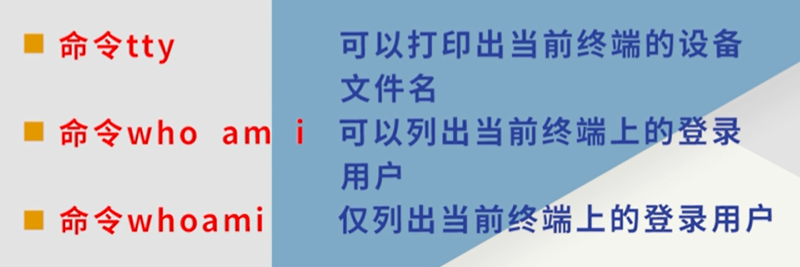 命令tty 可以打印出当前终端的设备
文件名
命令who am i 可以列出当前终端上的登录
用户
命令whoami 仅列出当前终端上的登录用户